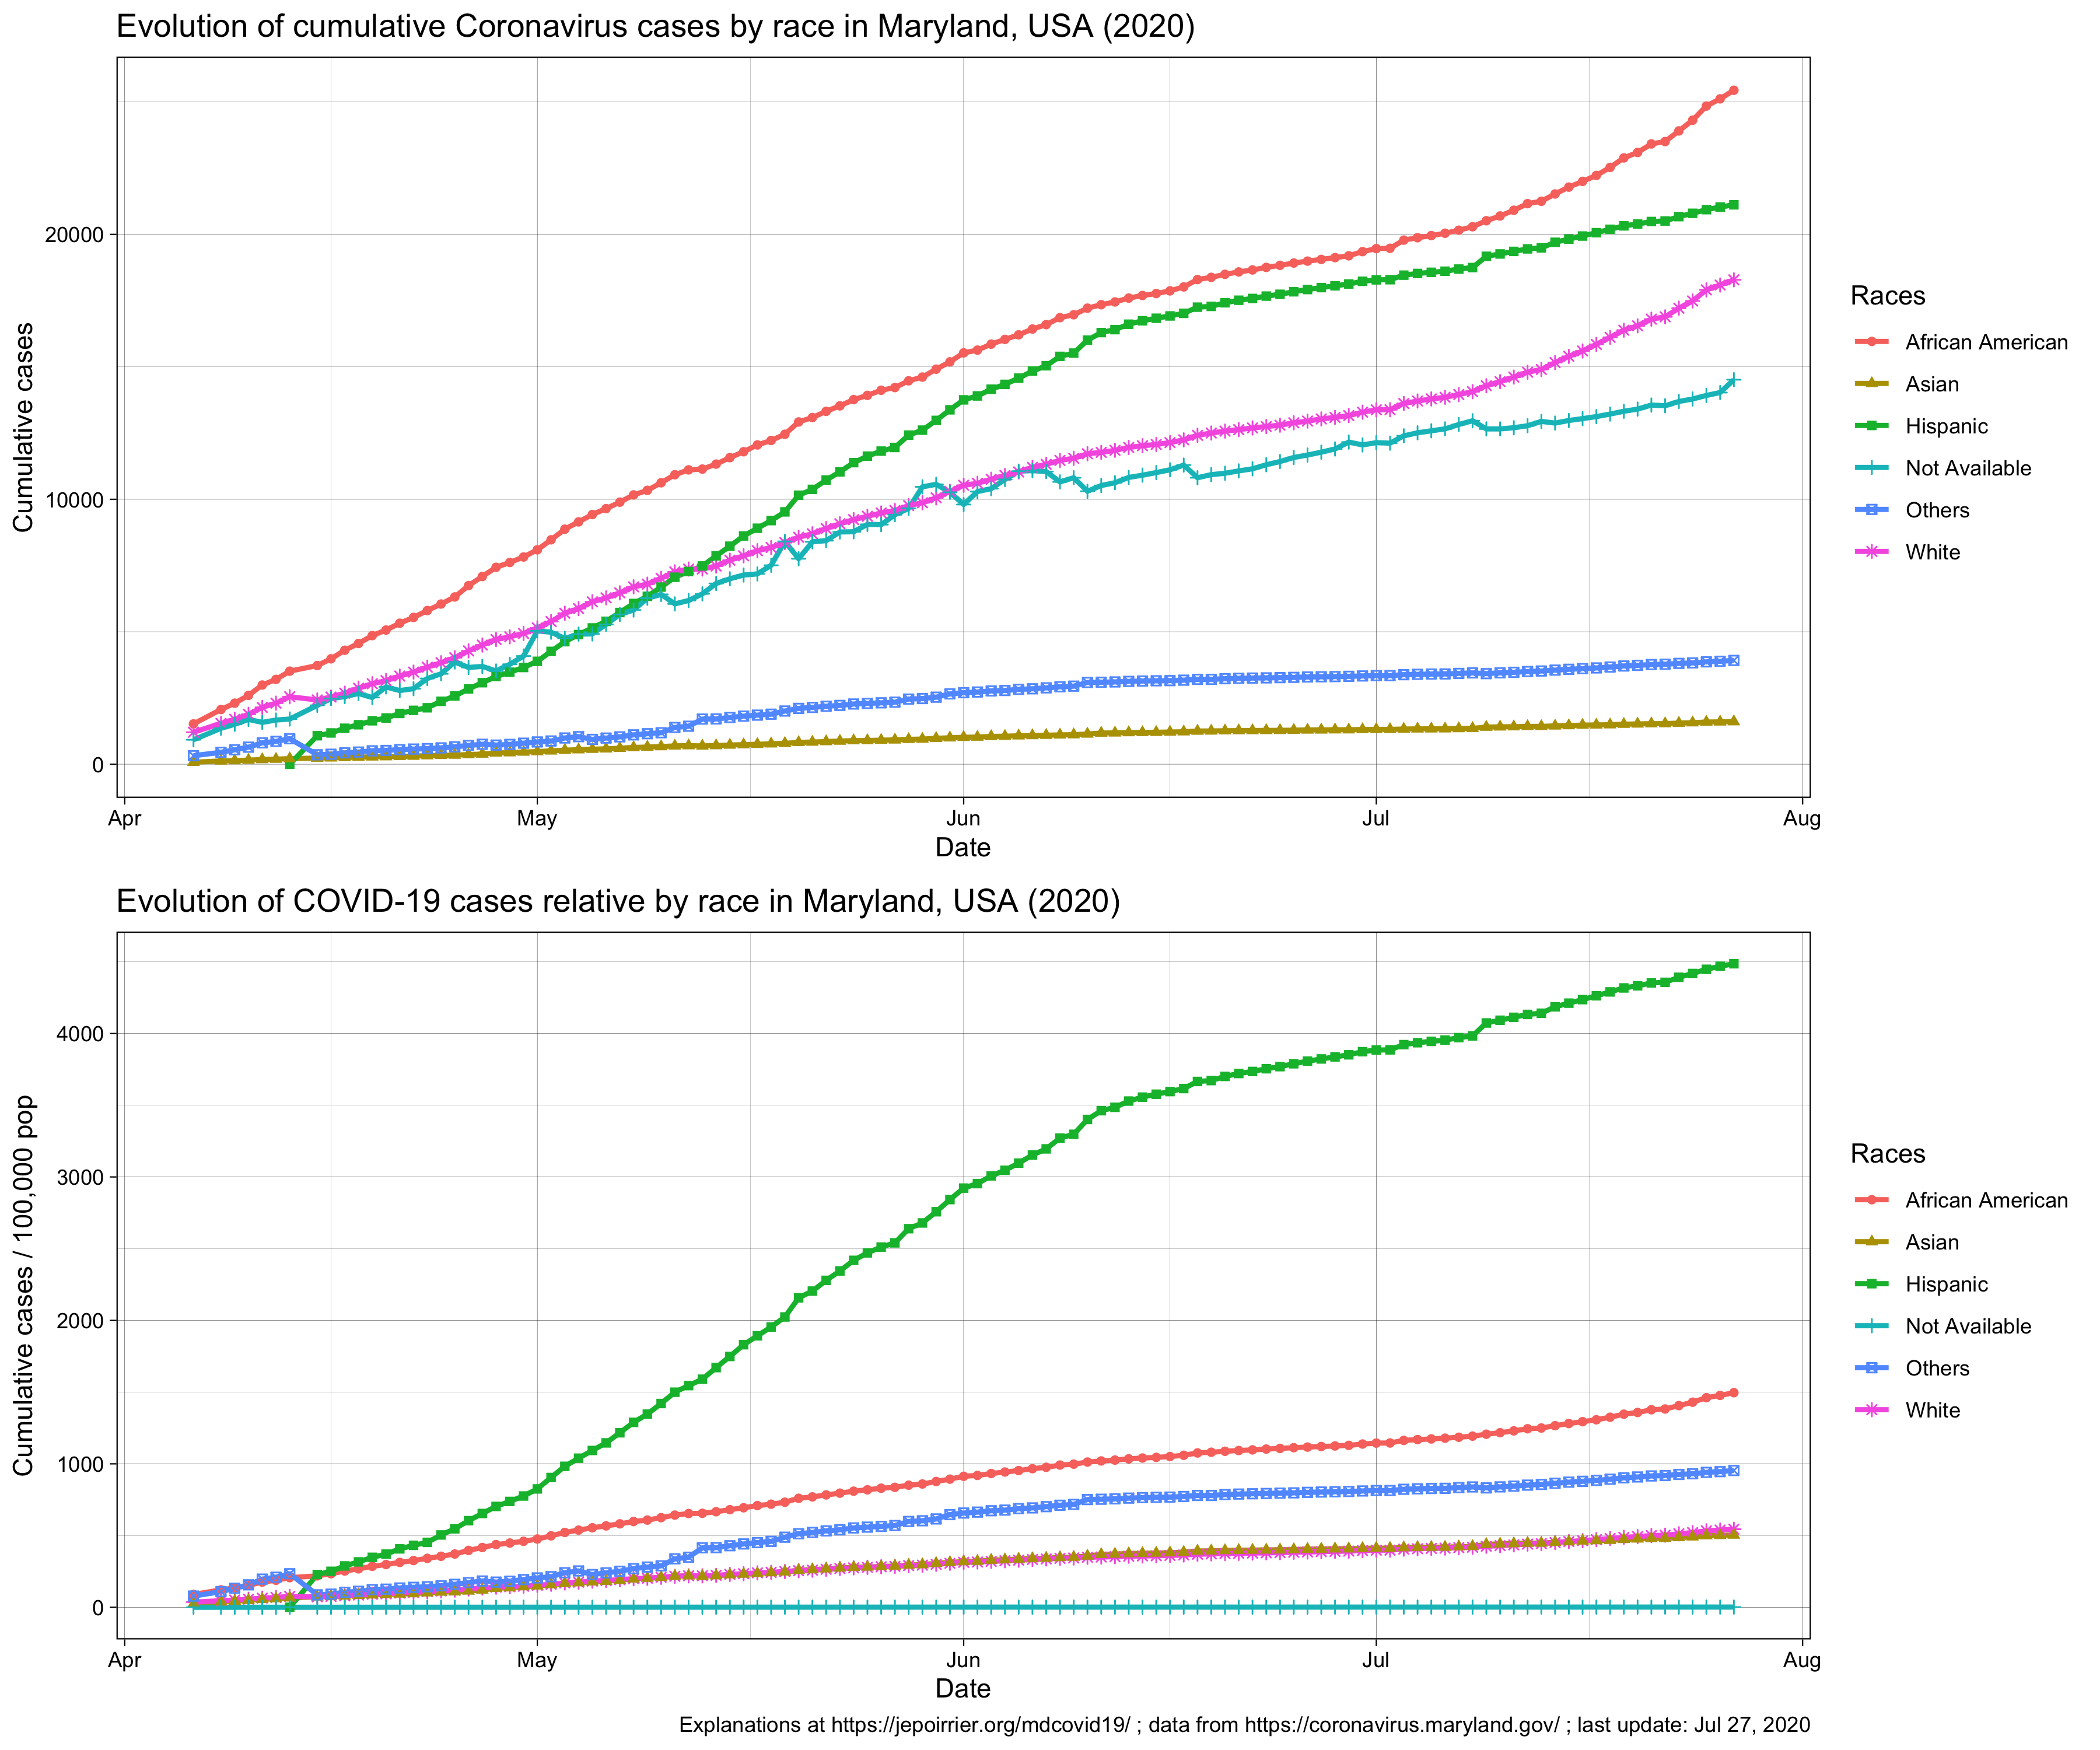 Evolution of cumulative Coronavirus cases by race in Maryland, USA (2020)
Cumulative cases
20000
10000
0
Apr May Jun Jul Aug
Date
Races
African American
Asian
Hispanic
Not Available
Others
White
Evolution of COVID-19 cases relative by race in Maryland, USA (2020)
Cumulative cases / 100,000 pop
4000
3000
2000
1000
0
Apr May Jun Jul Aug
Date
Races
African American
Asian
Hispanic
Not Available
Others
White
Explanations at https://jepoirrier.org/mdcovid19/ ; data from https://coronavirus.maryland.gov/ ; last update: Jul 27, 2020